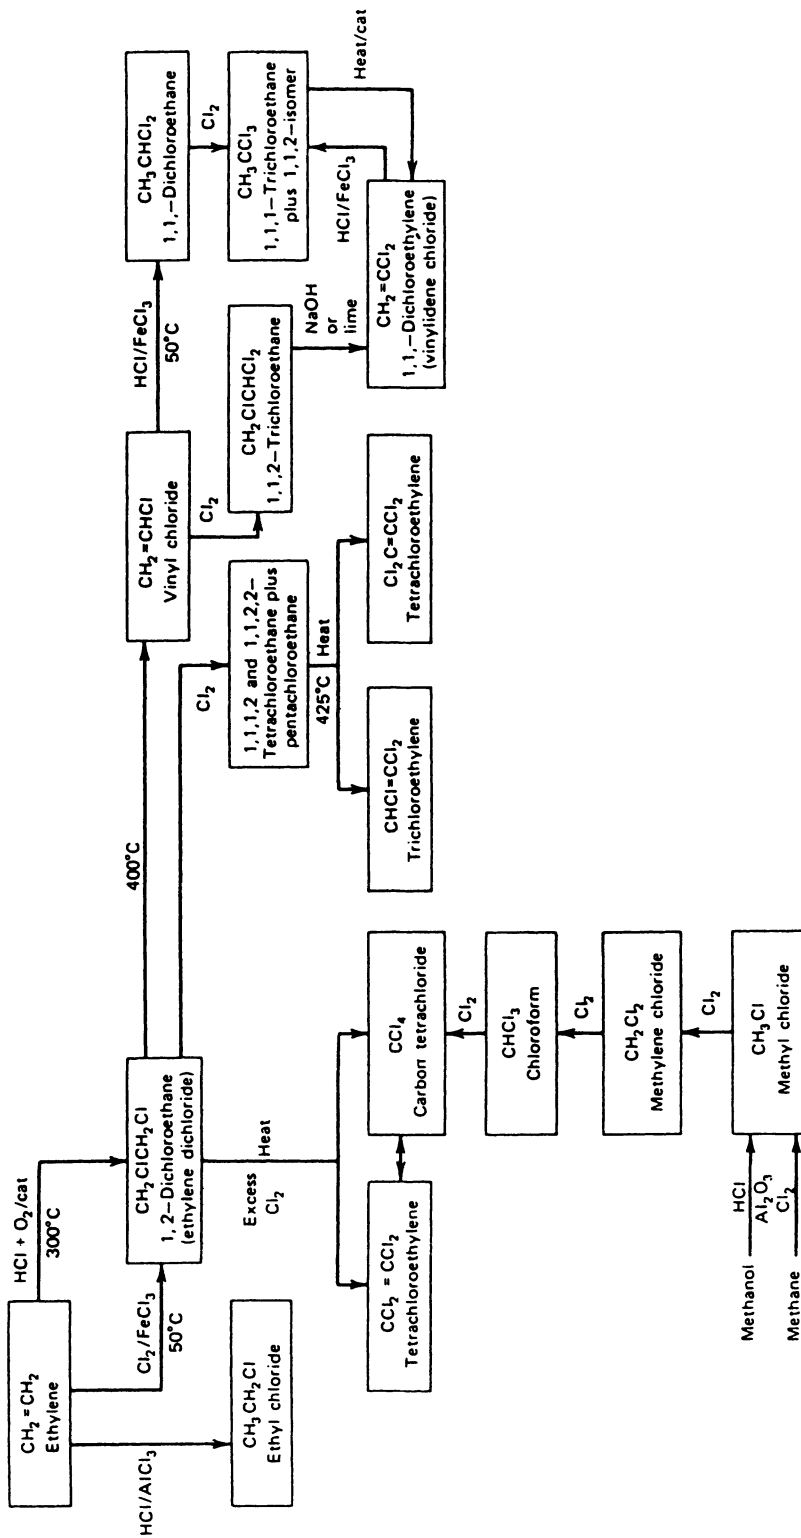 CH₂=CH₂
Ethylene
HCl + O₂/cat
300°C
Cl₂/FeCl₃
50°C
HCl/AlCl₃
CH₃CH₂Cl
Ethyl chloride
CH₂ClCH₂Cl
1,2–Dichloroethane
(ethylene dichloride)
400°C
CH₂=CHCl
Vinyl chloride
HCl/FeCl₃
50°C
CH₃CHCl₂
1,1,–Dichloroethane
Cl₂
CH₃CCl₃
1,1,1–Trichloroethane
plus 1,1,2–isomer
Heat/cat
HCl/FeCl₃
Cl₂
CH₂ClCHCl₂
1,1,2–Trichloroethane
NaOH
or
lime
CH₂=CCl₂
1,1,–Dichloroethylene
(vinylidene chloride)
Cl₂
1,1,1,2 and 1,1,2,2–
Tetrachloroethane plus
pentachloroethane
425°C
Heat
CHCl=CCl₂
Trichloroethylene
Cl₂C=CCl₂
Tetrachloroethylene
Excess
Cl₂
Heat
CCl₂ = CCl₂
Tetrachloroethylene
CCl₄
Carbon tetrachloride
Cl₂
CHCl₃
Chloroform
Cl₂
CH₂Cl₂
Methylene chloride
Cl₂
CH₃Cl
Methyl chloride
Methanol
HCl
Al₂O₃
Methane
Cl₂